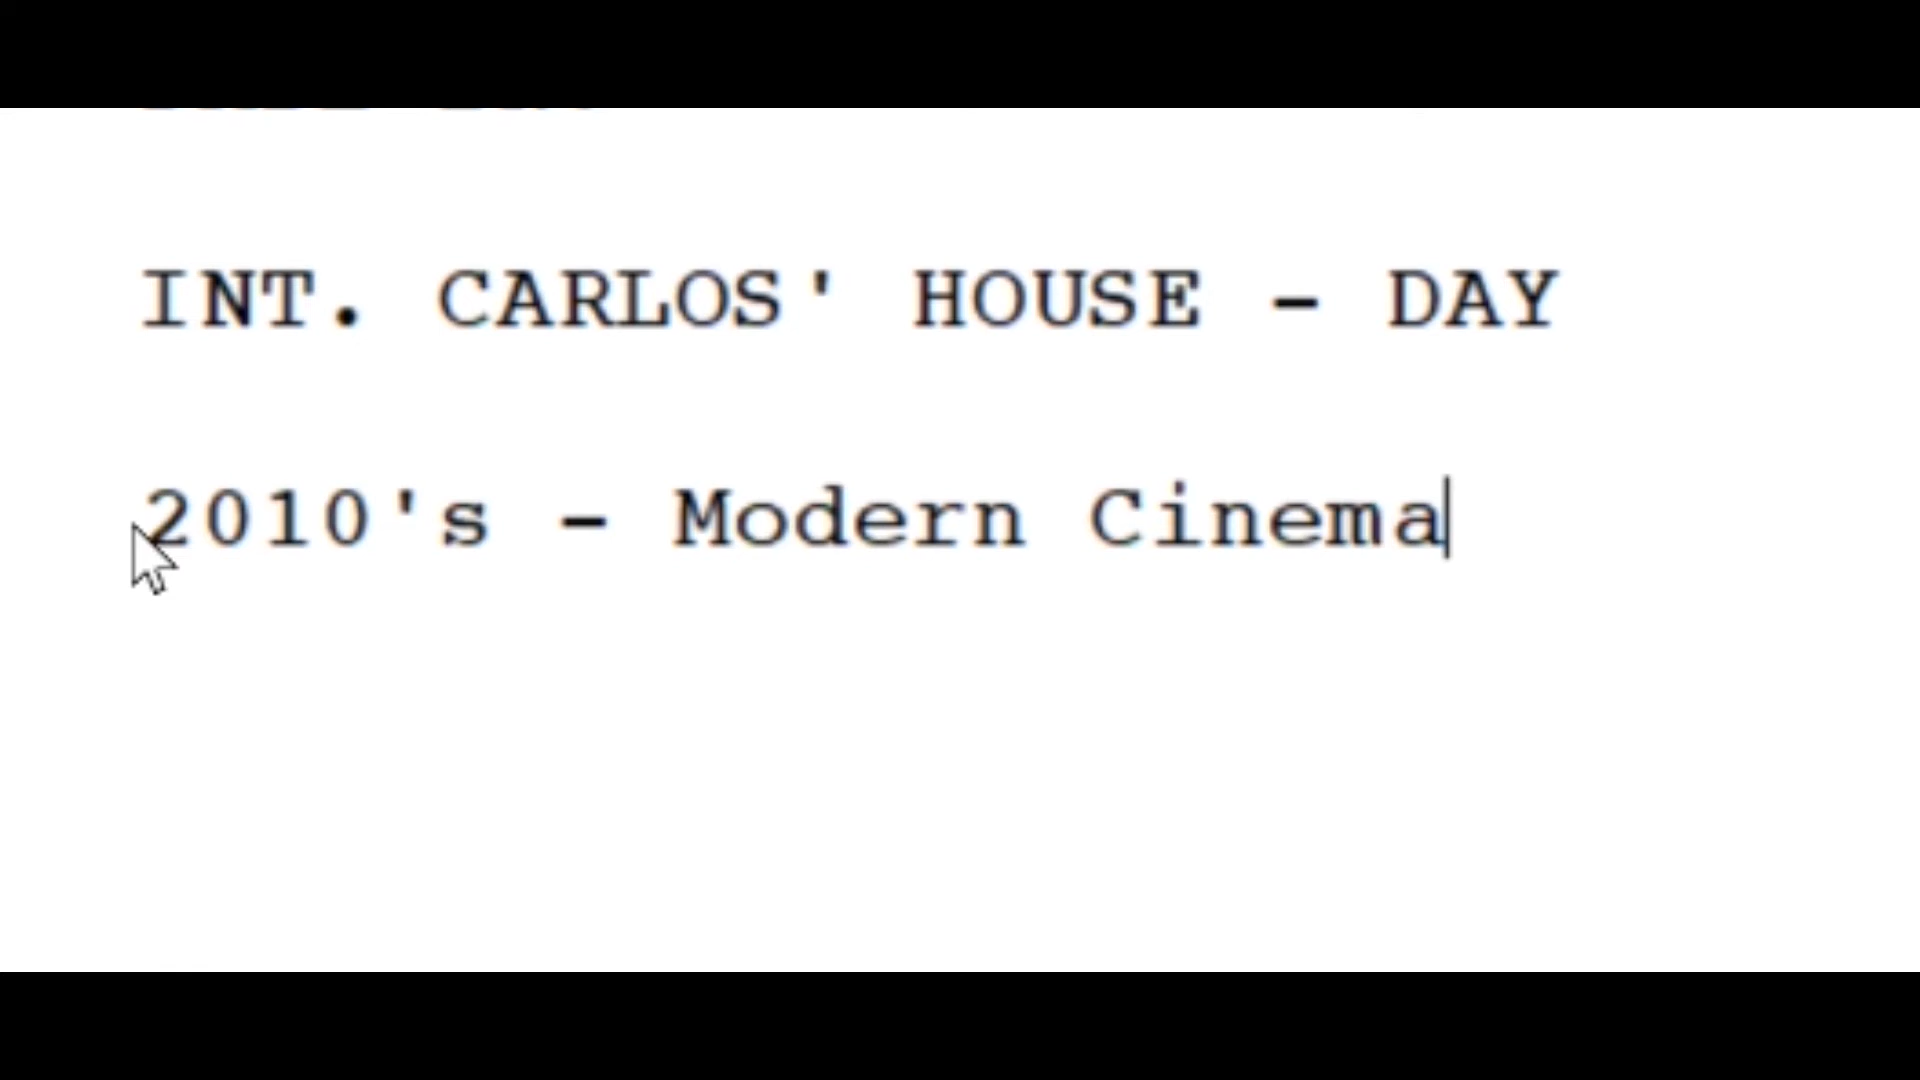 INT. CARLOS' HOUSE - DAY
2010's - Modern Cinema